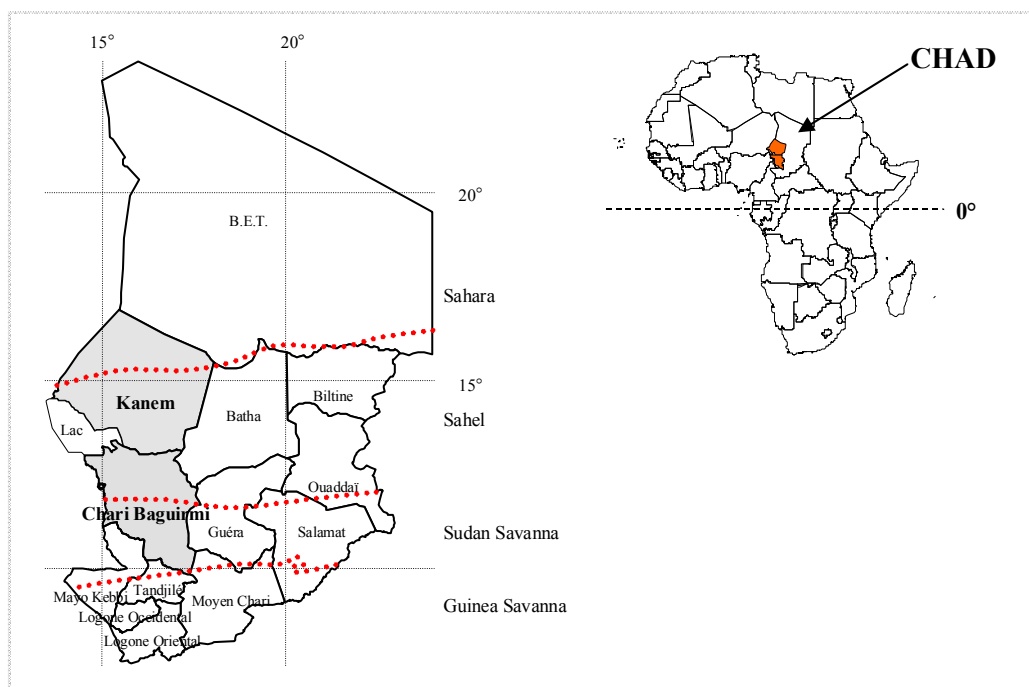 15°
20°
CHAD
20°
B.E.T.
0°
Sahara
15°
Kanem
Biltine
Batha
Sahel
Lac
Ouaddaï
Chari Baguirmi
Guéra
Salamat
Sudan Savanna
Mayo Kebbi
Tandjilé
Moyen Chari
Guinea Savanna
Logone Occidental
Logone Oriental